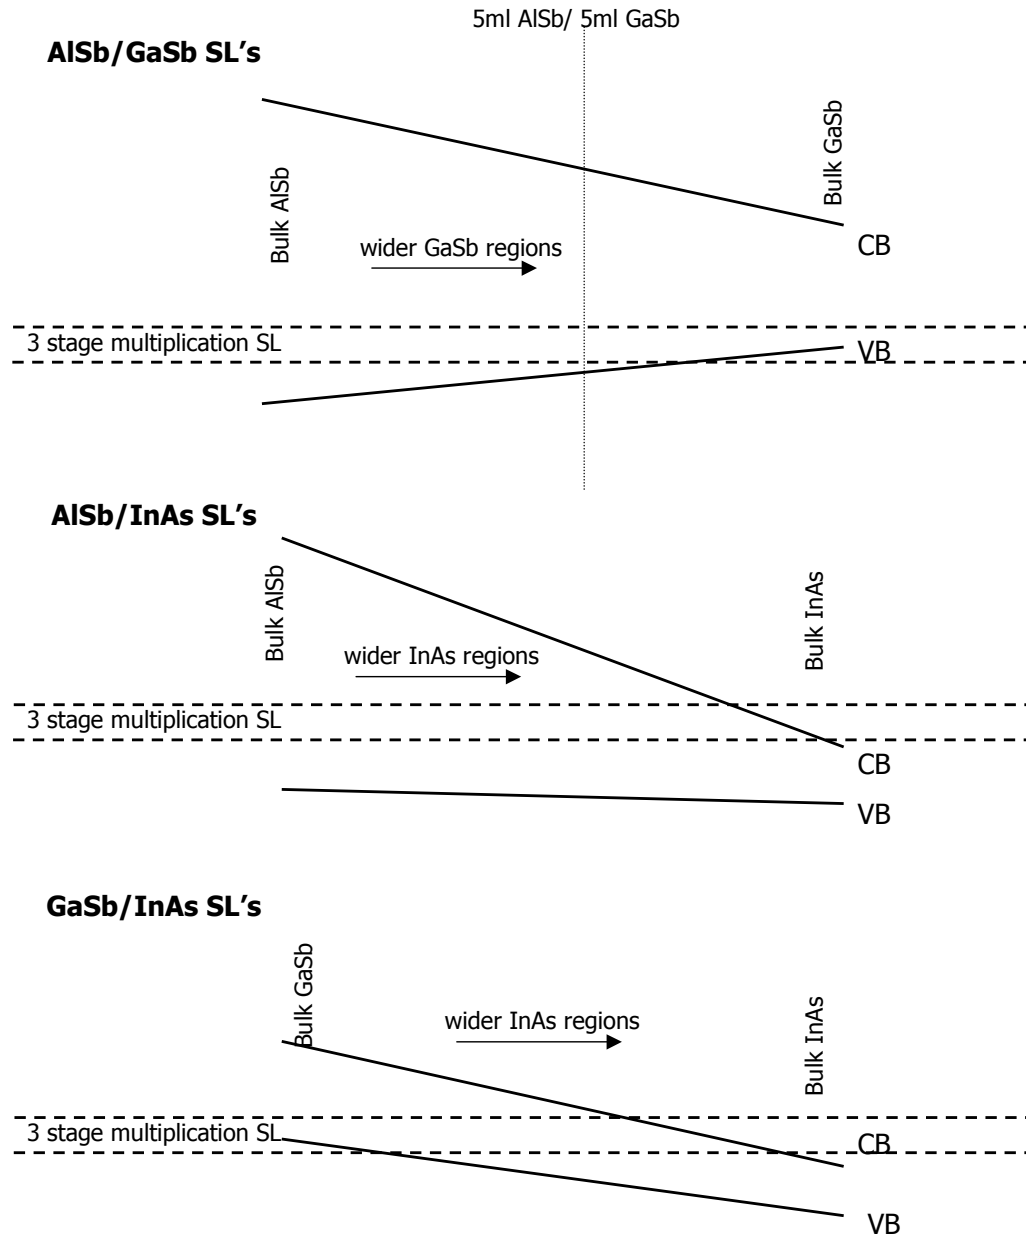 5ml AlSb/ 5ml GaSb
AlSb/GaSb SL's
Bulk AlSb
Bulk GaSb
wider GaSb regions
CB
3 stage multiplication SL
VB
AlSb/InAs SL's
Bulk AlSb
Bulk InAs
wider InAs regions
3 stage multiplication SL
CB
VB
GaSb/InAs SL's
Bulk GaSb
wider InAs regions
Bulk InAs
3 stage multiplication SL
CB
VB